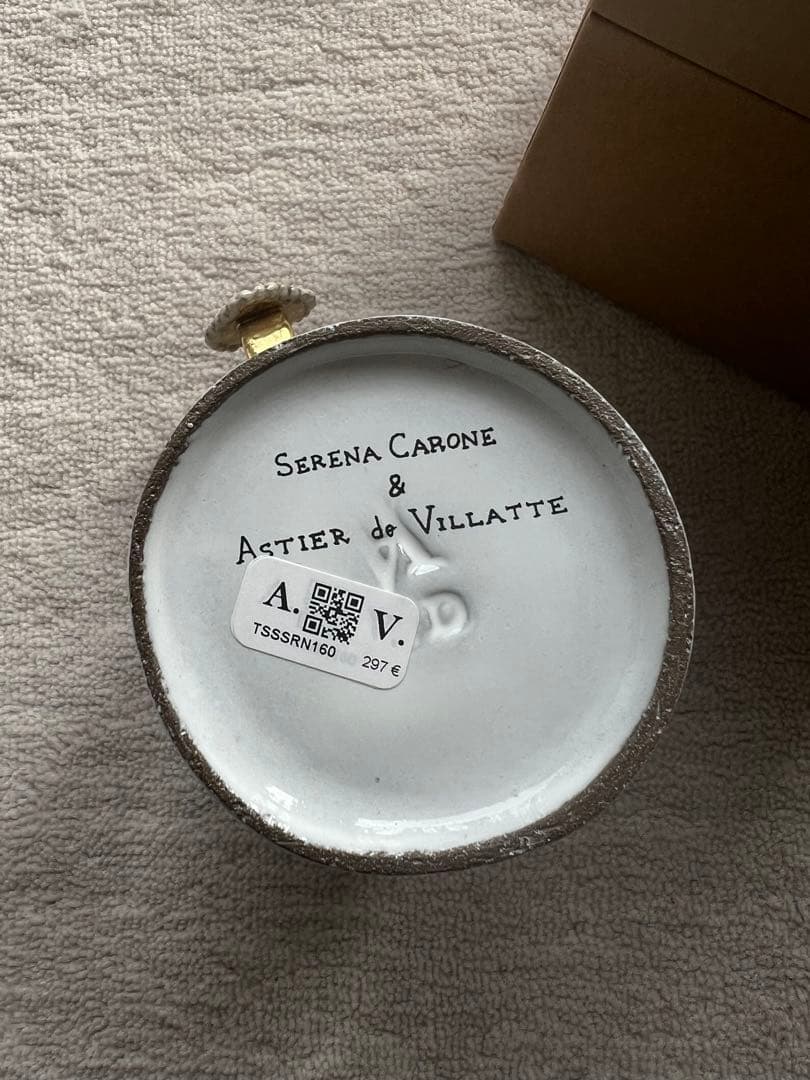 SERENA CARONE
&
ASTIER de VILLATTE
A. V.
TSSSRN160
297 €